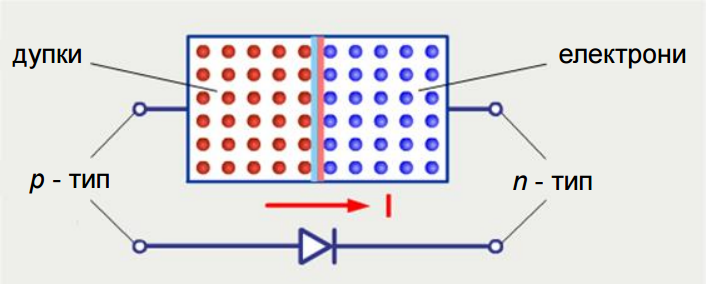 дупки
електрони
p - тип
n - тип
I